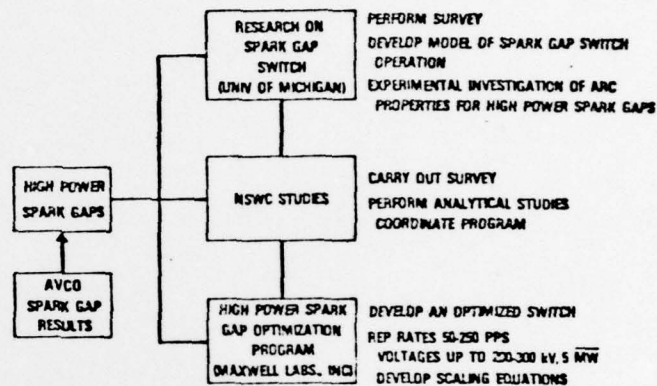 RESEARCH ON
SPARK GAP
SWITCH
(UNIV OF MICHIGAN)
PERFORM SURVEY
DEVELOP MODEL OF SPARK GAP SWITCH
OPERATION
EXPERIMENTAL INVESTIGATION OF ARC
PROPERTIES FOR HIGH POWER SPARK GAPS
HIGH POWER
SPARK GAPS
NSWC STUDIES
CARRY OUT SURVEY
PERFORM ANALYTICAL STUDIES
COORDINATE PROGRAM
AVCO
SPARK GAP
RESULTS
HIGH POWER SPARK
GAP OPTIMIZATION
PROGRAM
(MAXWELL LABS., INC)
DEVELOP AN OPTIMIZED SWITCH
REP RATES 50-250 PPS
VOLTAGES UP TO 200-300 kV, 5 MW
DEVELOP SCALING EQUATIONS